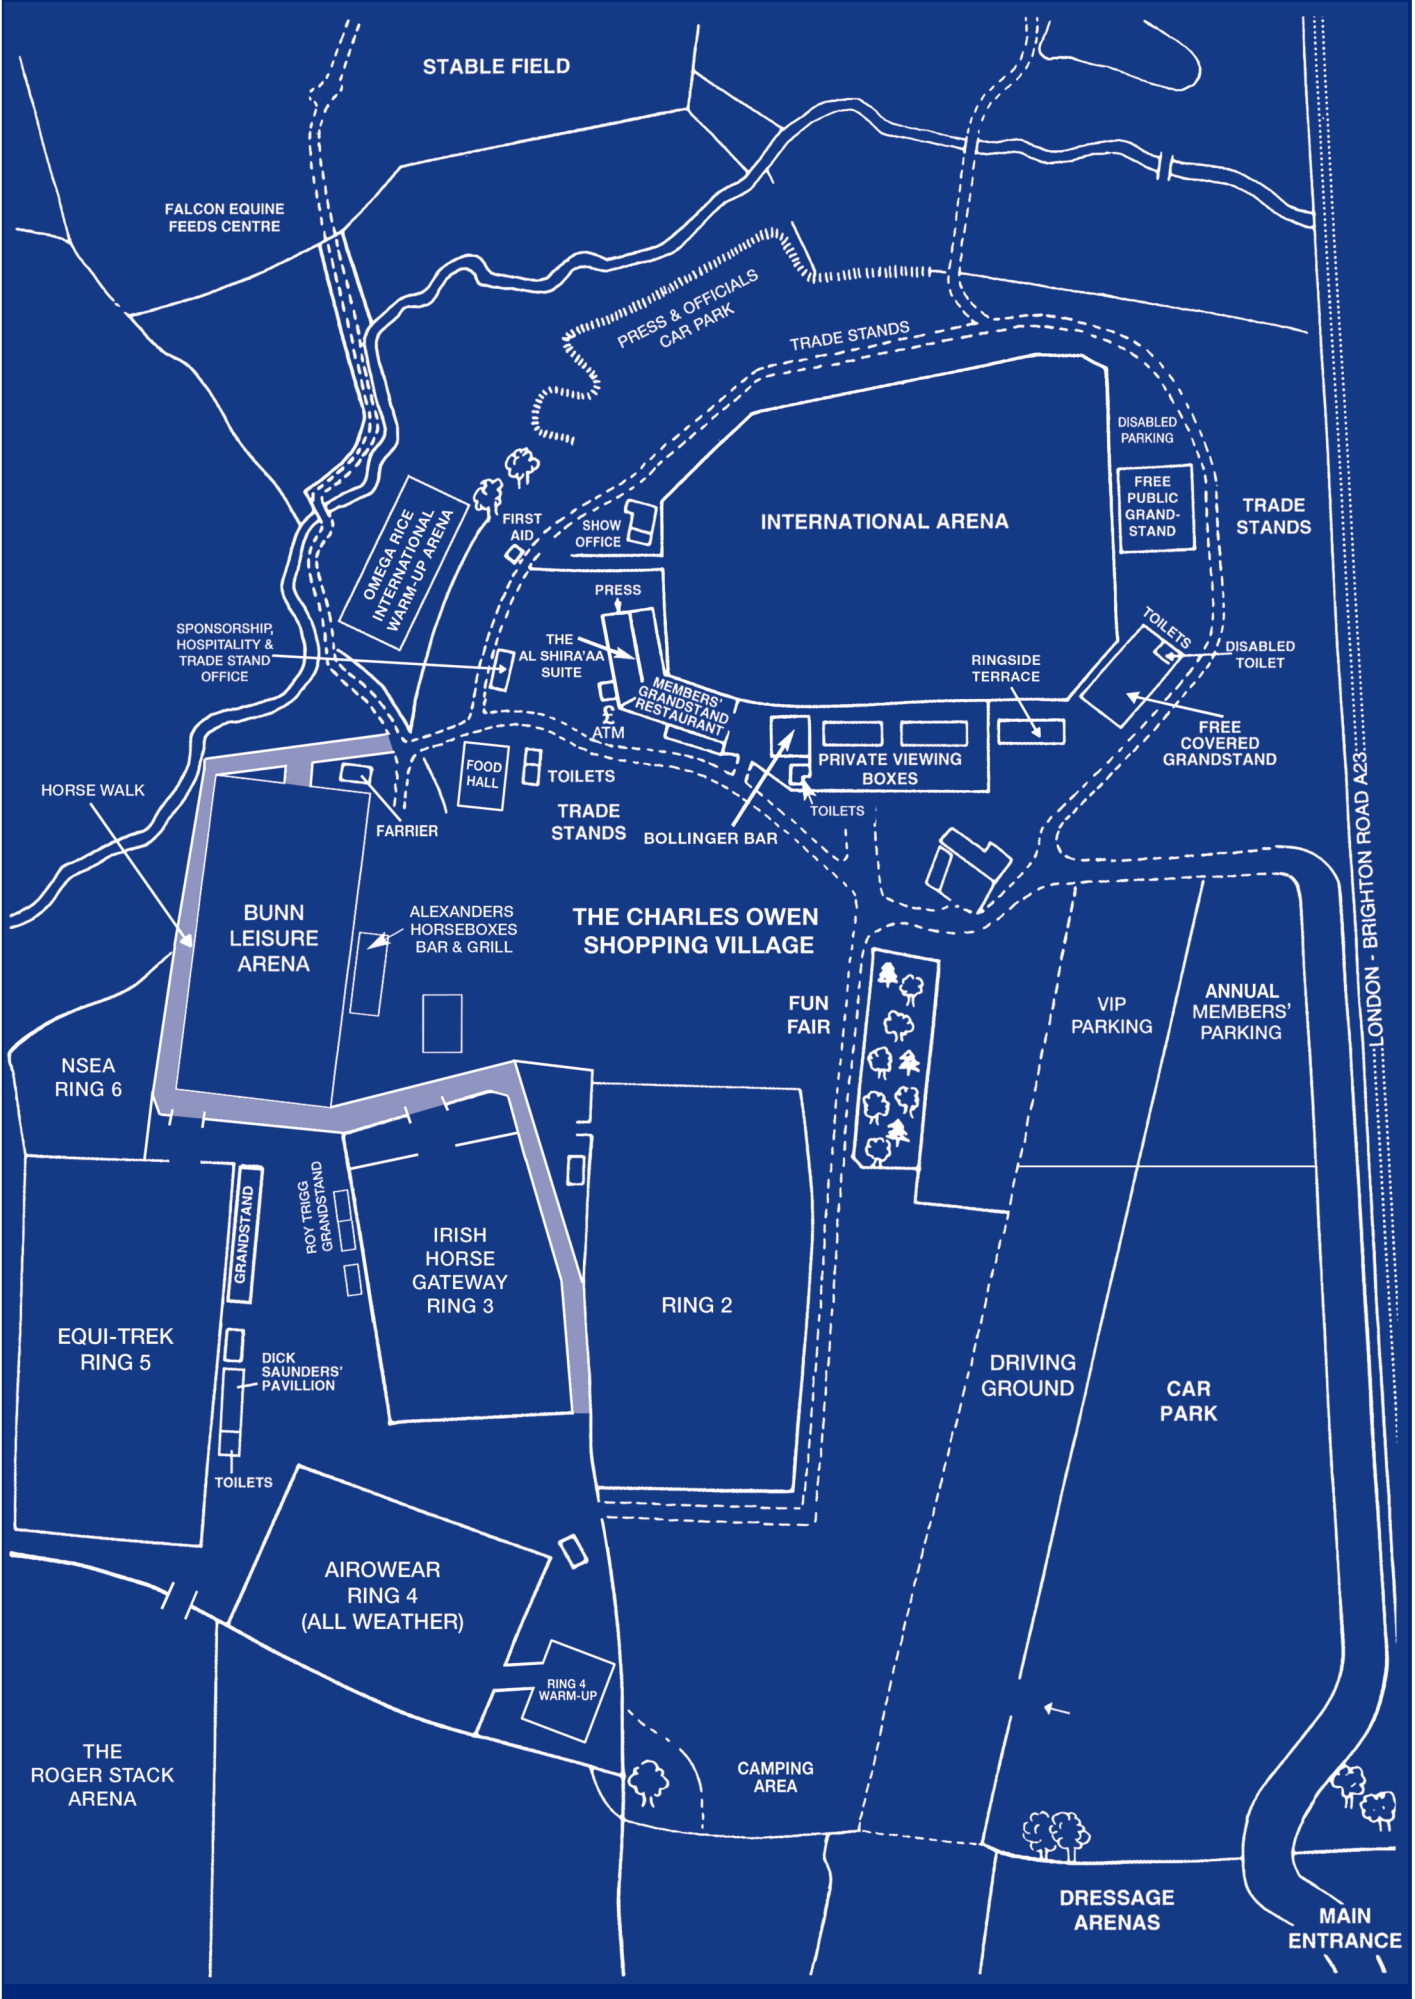 STABLE FIELD
FALCON EQUINE
FEEDS CENTRE
PRESS & OFFICIALS
CAR PARK
TRADE STANDS
DISABLED
PARKING
FREE
PUBLIC
GRAND-
STAND
TRADE
STANDS
INTERNATIONAL ARENA
OMEGA RICE
INTERNATIONAL
WARM-UP ARENA
FIRST
AID
SHOW
OFFICE
PRESS
SPONSORSHIP,
HOSPITALITY &
TRADE STAND
OFFICE
THE
AL SHIRA'AA
SUITE
MEMBERS'
GRANDSTAND
RESTAURANT
£
ATM
RINGSIDE
TERRACE
TOILETS
DISABLED
TOILET
FREE
COVERED
GRANDSTAND
PRIVATE VIEWING
BOXES
TOILETS
BOLLINGER BAR
FOOD
HALL
TOILETS
TRADE
STANDS
HORSE WALK
FARRIER
LONDON - BRIGHTON ROAD A23
BUNN
LEISURE
ARENA
ALEXANDERS
HORSEBOXES
BAR & GRILL
THE CHARLES OWEN
SHOPPING VILLAGE
FUN
FAIR
VIP
PARKING
ANNUAL
MEMBERS'
PARKING
NSEA
RING 6
GRANDSTAND
ROY TRIGG
GRANDSTAND
IRISH
HORSE
GATEWAY
RING 3
RING 2
EQUI-TREK
RING 5
DICK
SAUNDERS'
PAVILLION
TOILETS
DRIVING
GROUND
CAR
PARK
AIROWEAR
RING 4
(ALL WEATHER)
RING 4
WARM-UP
THE
ROGER STACK
ARENA
CAMPING
AREA
DRESSAGE
ARENAS
MAIN
ENTRANCE